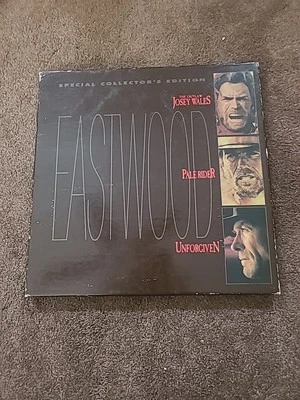 SPECIAL COLLECTOR'S EDITION
THE OUTLAW
JOSEY WALES
EASTWOOD
PALE RIDER
UNFORGIVEN